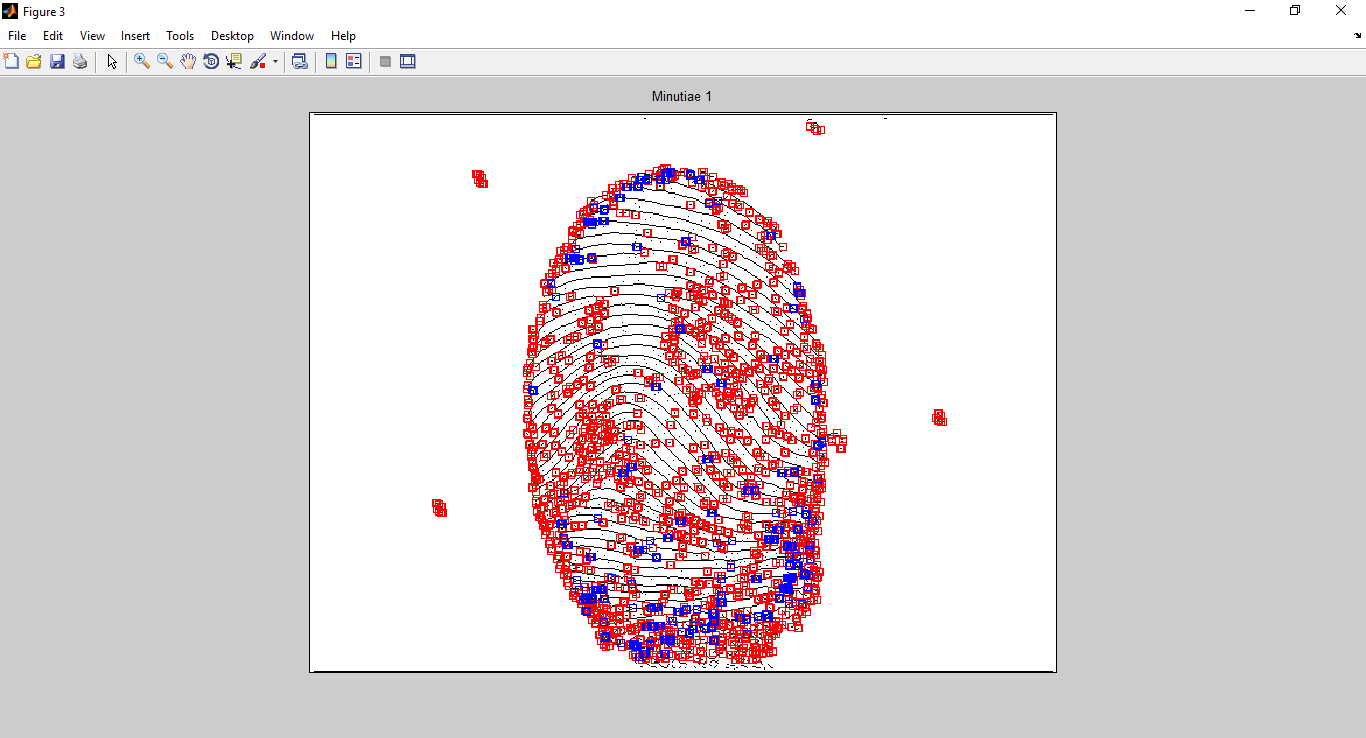 Figure 3
File Edit View Insert Tools Desktop Window Help
Minutiae 1